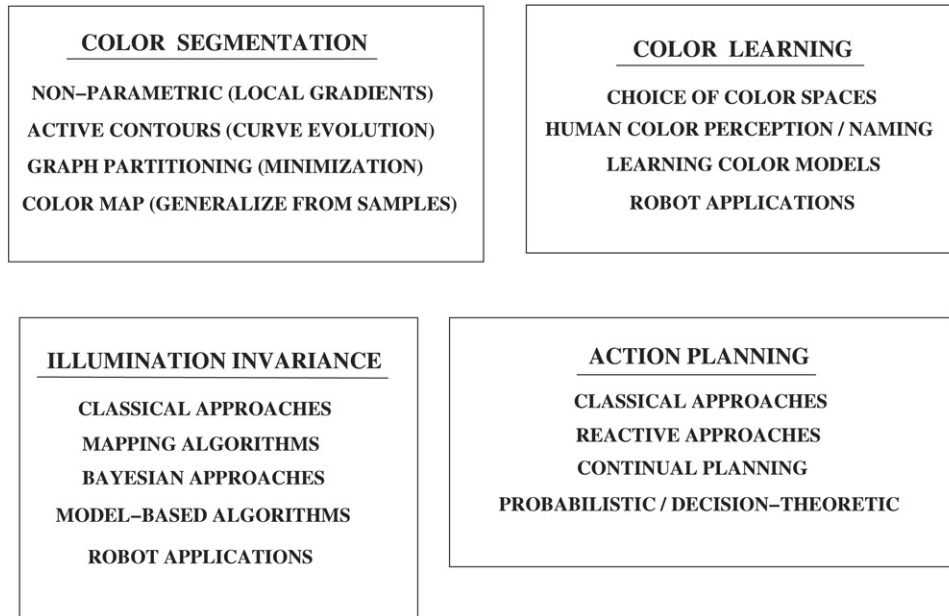 COLOR SEGMENTATION
NON−PARAMETRIC (LOCAL GRADIENTS)
ACTIVE CONTOURS (CURVE EVOLUTION)
GRAPH PARTITIONING (MINIMIZATION)
COLOR MAP (GENERALIZE FROM SAMPLES)
COLOR LEARNING
CHOICE OF COLOR SPACES
HUMAN COLOR PERCEPTION / NAMING
LEARNING COLOR MODELS
ROBOT APPLICATIONS
ILLUMINATION INVARIANCE
CLASSICAL APPROACHES
MAPPING ALGORITHMS
BAYESIAN APPROACHES
MODEL−BASED ALGORITHMS
ROBOT APPLICATIONS
ACTION PLANNING
CLASSICAL APPROACHES
REACTIVE APPROACHES
CONTINUAL PLANNING
PROBABILISTIC / DECISION−THEORETIC